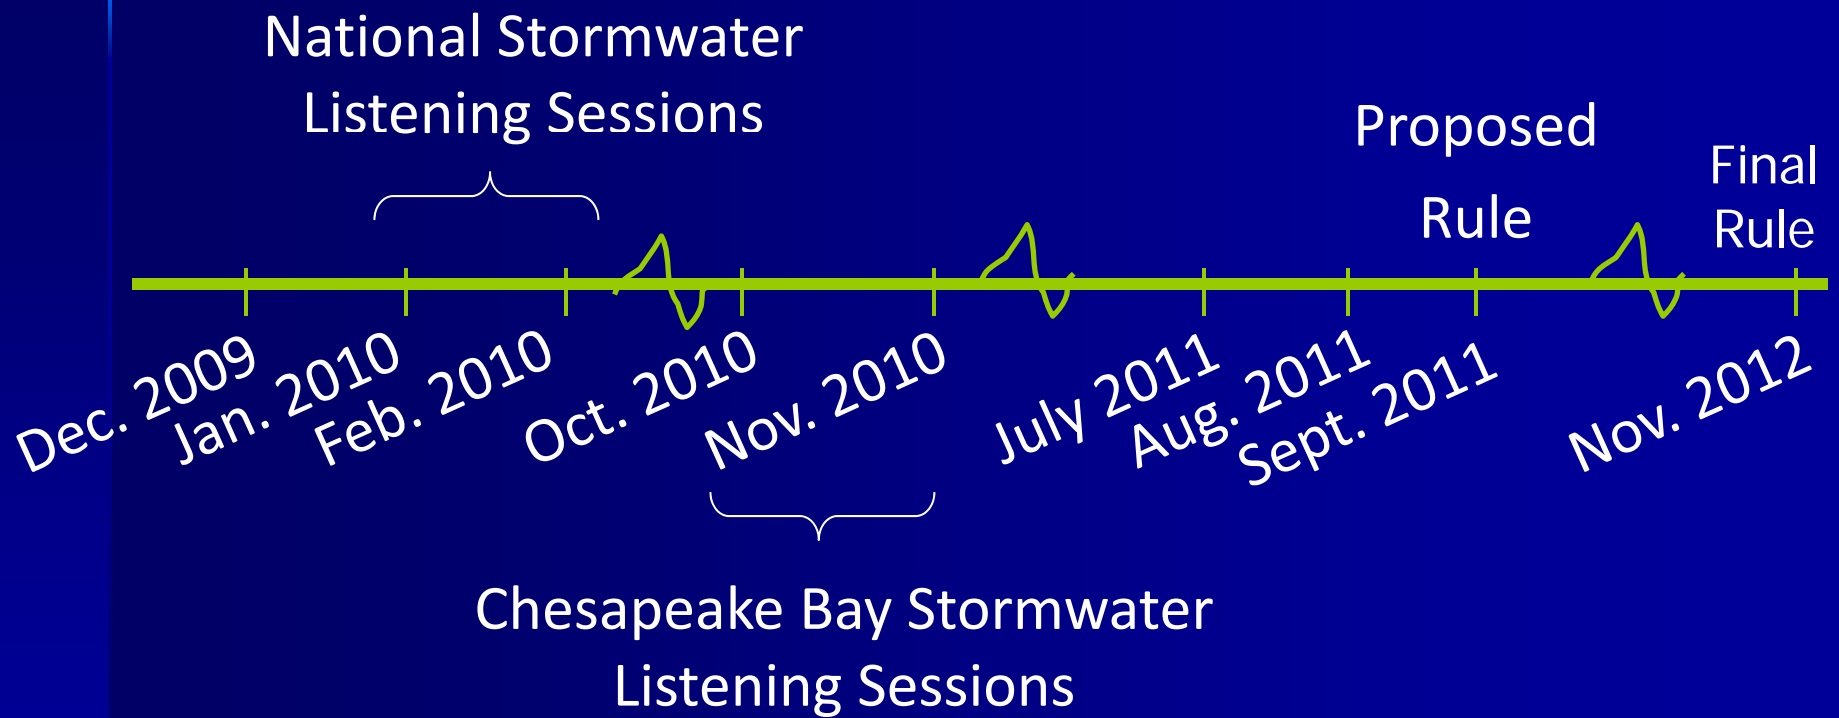 National Stormwater
Listening Sessions
Proposed
Rule
Final
Rule
Dec. 2009
Jan. 2010
Feb. 2010
Oct. 2010
Nov. 2010
July 2011
Aug. 2011
Sept. 2011
Nov. 2012
Chesapeake Bay Stormwater
Listening Sessions